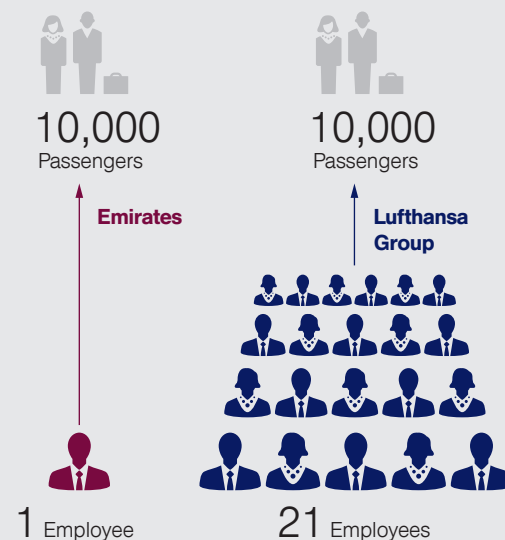 10,000
Passengers
Emirates
1 Employee
10,000
Passengers
Lufthansa
Group
21 Employees